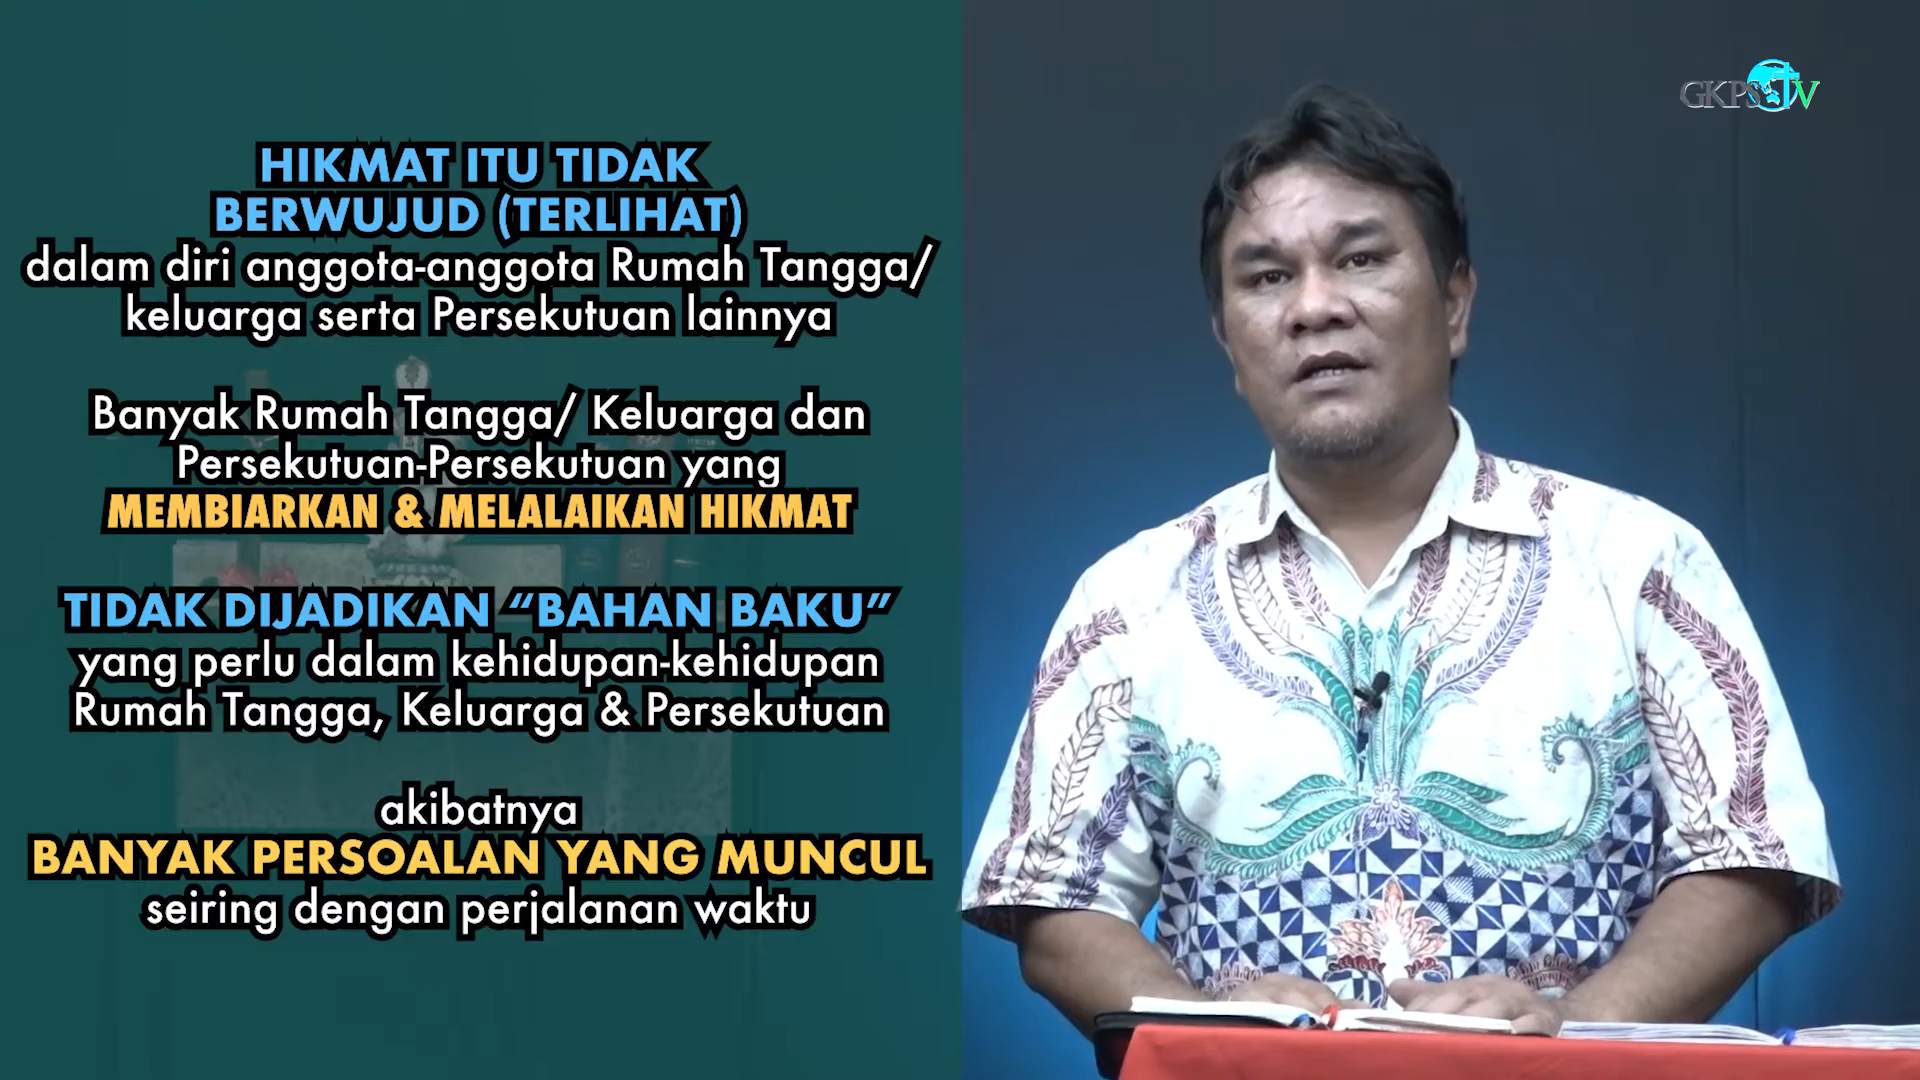 HIKMAT ITU TIDAK
BERWUJUD (TERLIHAT)
dalam diri anggota-anggota Rumah Tangga/
keluarga serta Persekutuan lainnya
Banyak Rumah Tangga/ Keluarga dan
Persekutuan-Persekutuan yang
MEMBIARKAN & MELALAIKAN HIKMAT
TIDAK DIJADIKAN “BAHAN BAKU”
yang perlu dalam kehidupan-kehidupan
Rumah Tangga, Keluarga & Persekutuan
akibatnya
BANYAK PERSOALAN YANG MUNCUL
seiring dengan perjalanan waktu
GKPS TV